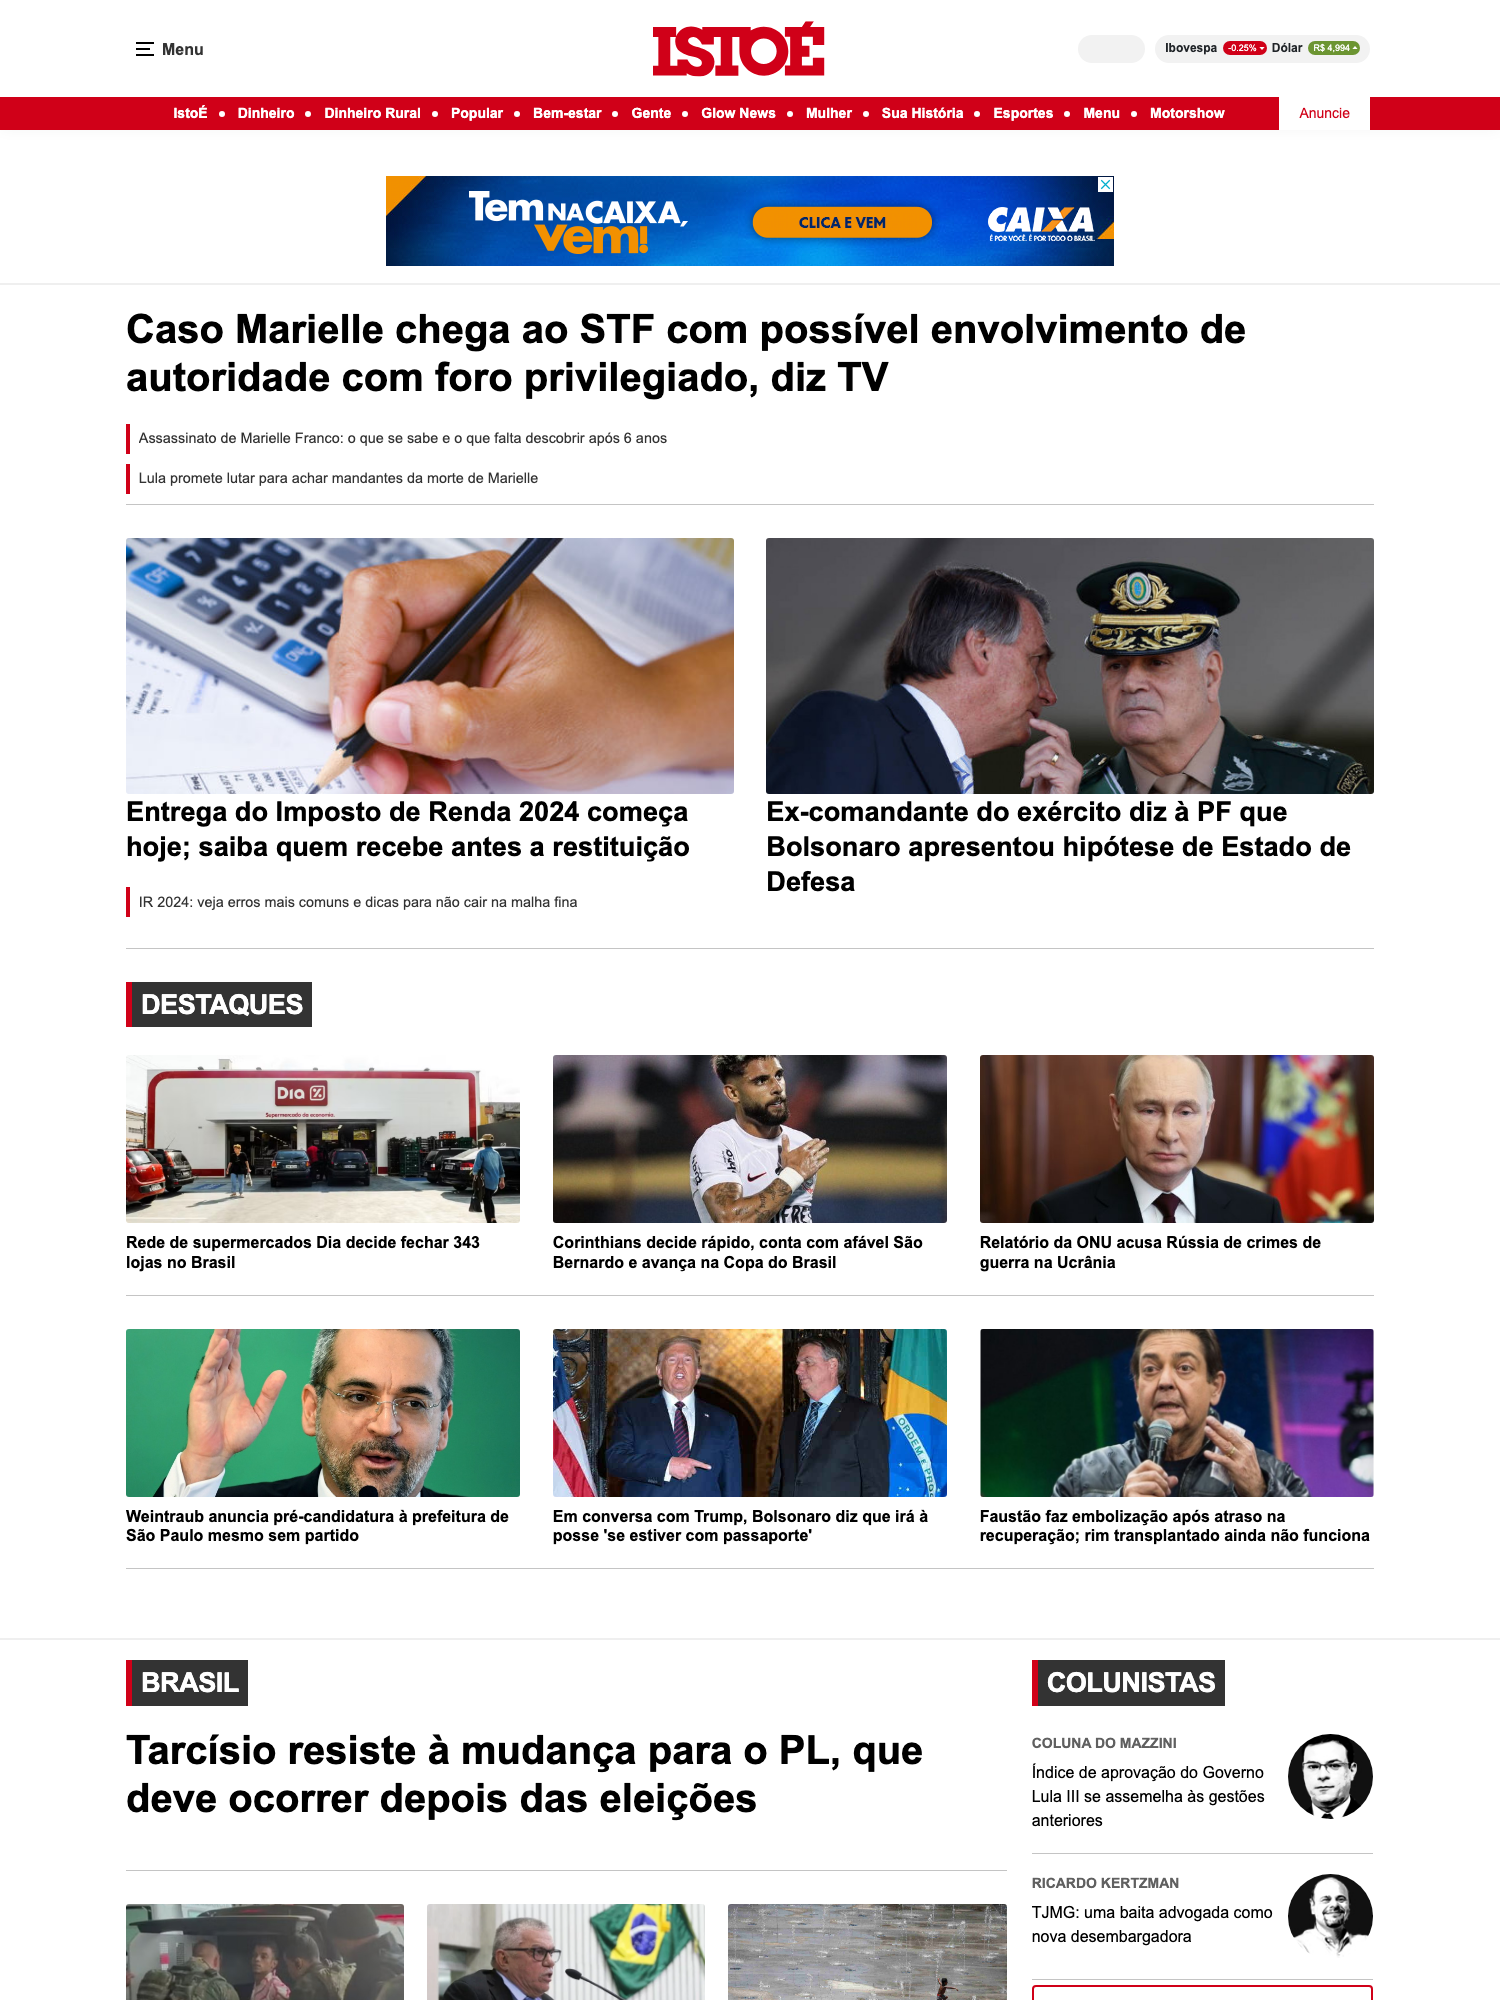 Menu
ISTOÉ
Ibovespa -0.25% Dólar R$ 4,994
IstoÉ • Dinheiro • Dinheiro Rural • Popular • Bem-estar • Gente • Glow News • Mulher • Sua História • Esportes • Menu • Motorshow
Anuncie
Tem NA CAIXA,
vem!
CLICA E VEM
CAIXA
É POR VOCÊ. É POR TODO O BRASIL.
Caso Marielle chega ao STF com possível envolvimento de
autoridade com foro privilegiado, diz TV
Assassinato de Marielle Franco: o que se sabe e o que falta descobrir após 6 anos
Lula promete lutar para achar mandantes da morte de Marielle
OFF
Entrega do Imposto de Renda 2024 começa
hoje; saiba quem recebe antes a restituição
IR 2024: veja erros mais comuns e dicas para não cair na malha fina
Ex-comandante do exército diz à PF que
Bolsonaro apresentou hipótese de Estado de
Defesa
DESTAQUES
Dia %
Supermercado da economia.
Rede de supermercados Dia decide fechar 343
lojas no Brasil
Corinthians decide rápido, conta com afável São
Bernardo e avança na Copa do Brasil
Relatório da ONU acusa Rússia de crimes de
guerra na Ucrânia
Weintraub anuncia pré-candidatura à prefeitura de
São Paulo mesmo sem partido
ORDEM E PROG
Em conversa com Trump, Bolsonaro diz que irá à
posse 'se estiver com passaporte'
Faustão faz embolização após atraso na
recuperação; rim transplantado ainda não funciona
BRASIL
Tarcísio resiste à mudança para o PL, que
deve ocorrer depois das eleições
COLUNISTAS
COLUNA DO MAZZINI
Índice de aprovação do Governo
Lula III se assemelha às gestões
anteriores
RICARDO KERTZMAN
TJMG: uma baita advogada como
nova desembargadora